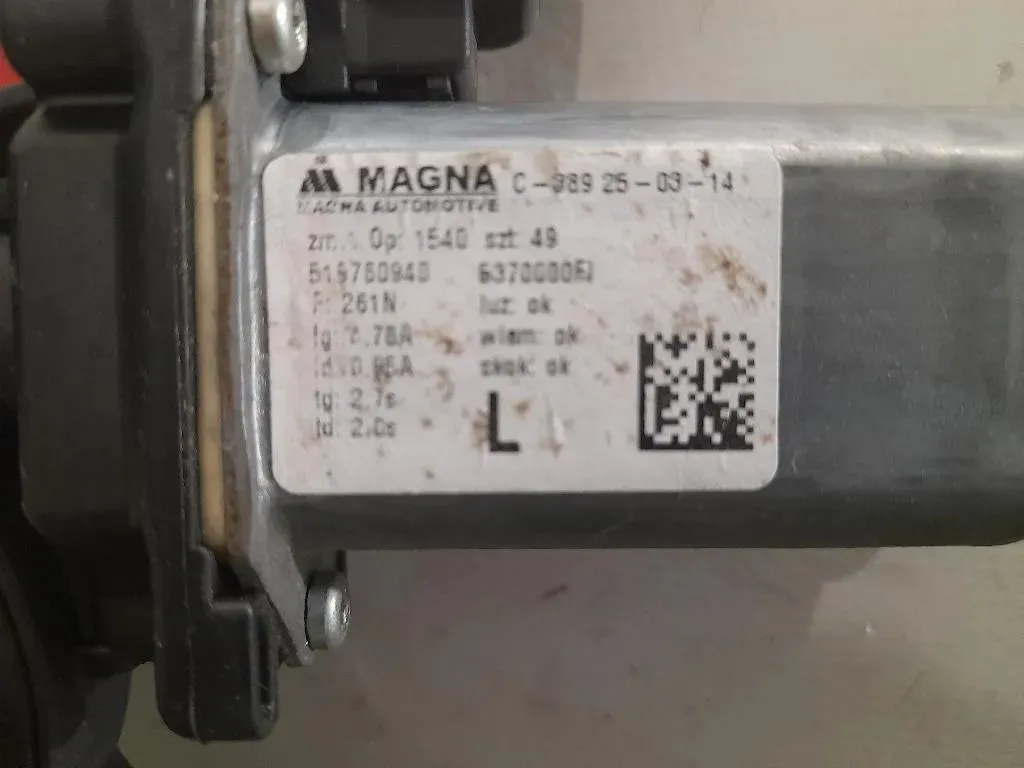 MAGNA C-389 25-03-14
MAGNA AUTOMOTIVE
Op: 1540 szt: 49
519760940
261N luz: ok
wlam: ok
skok: ok
tg: 2.7s
td: 2.0s
L